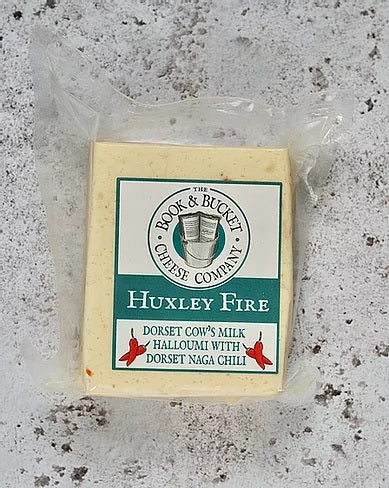 THE
BOOK & BUCKET
CHEESE COMPANY
HUXLEY FIRE
DORSET COW'S MILK
HALLOUMI WITH
DORSET NAGA CHILI